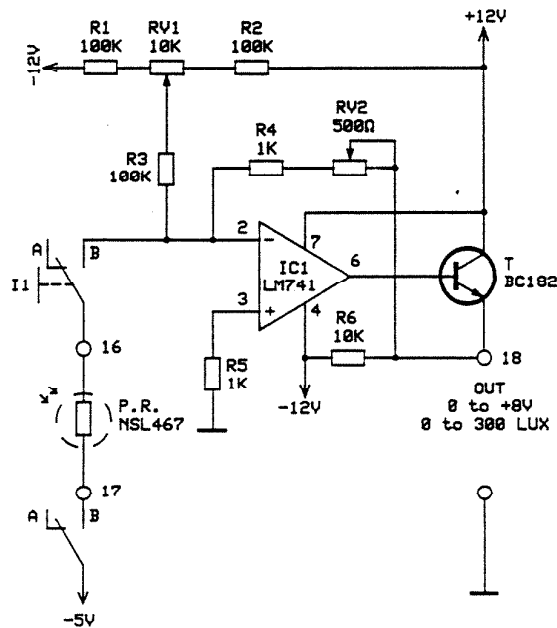 R1
100K
RV1
10K
R2
100K
+12V
-12V
R3
100K
R4
1K
RV2
500Ω
A
B
I1
2
-
7
6
IC1
LM741
3
+
4
T
BC182
R5
1K
R6
10K
-12V
16
18
P.R.
NSL467
OUT
0 to +8V
0 to 300 LUX
17
A
B
-5V